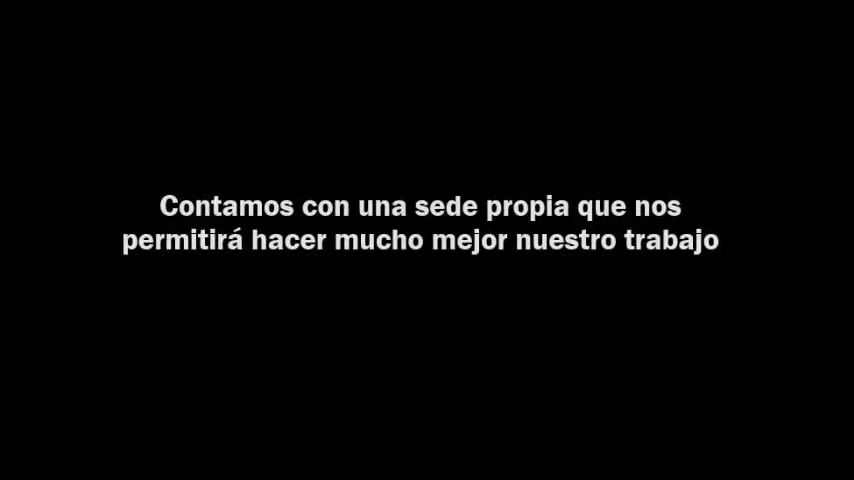 Contamos con una sede propia que nos
permitirá hacer mucho mejor nuestro trabajo